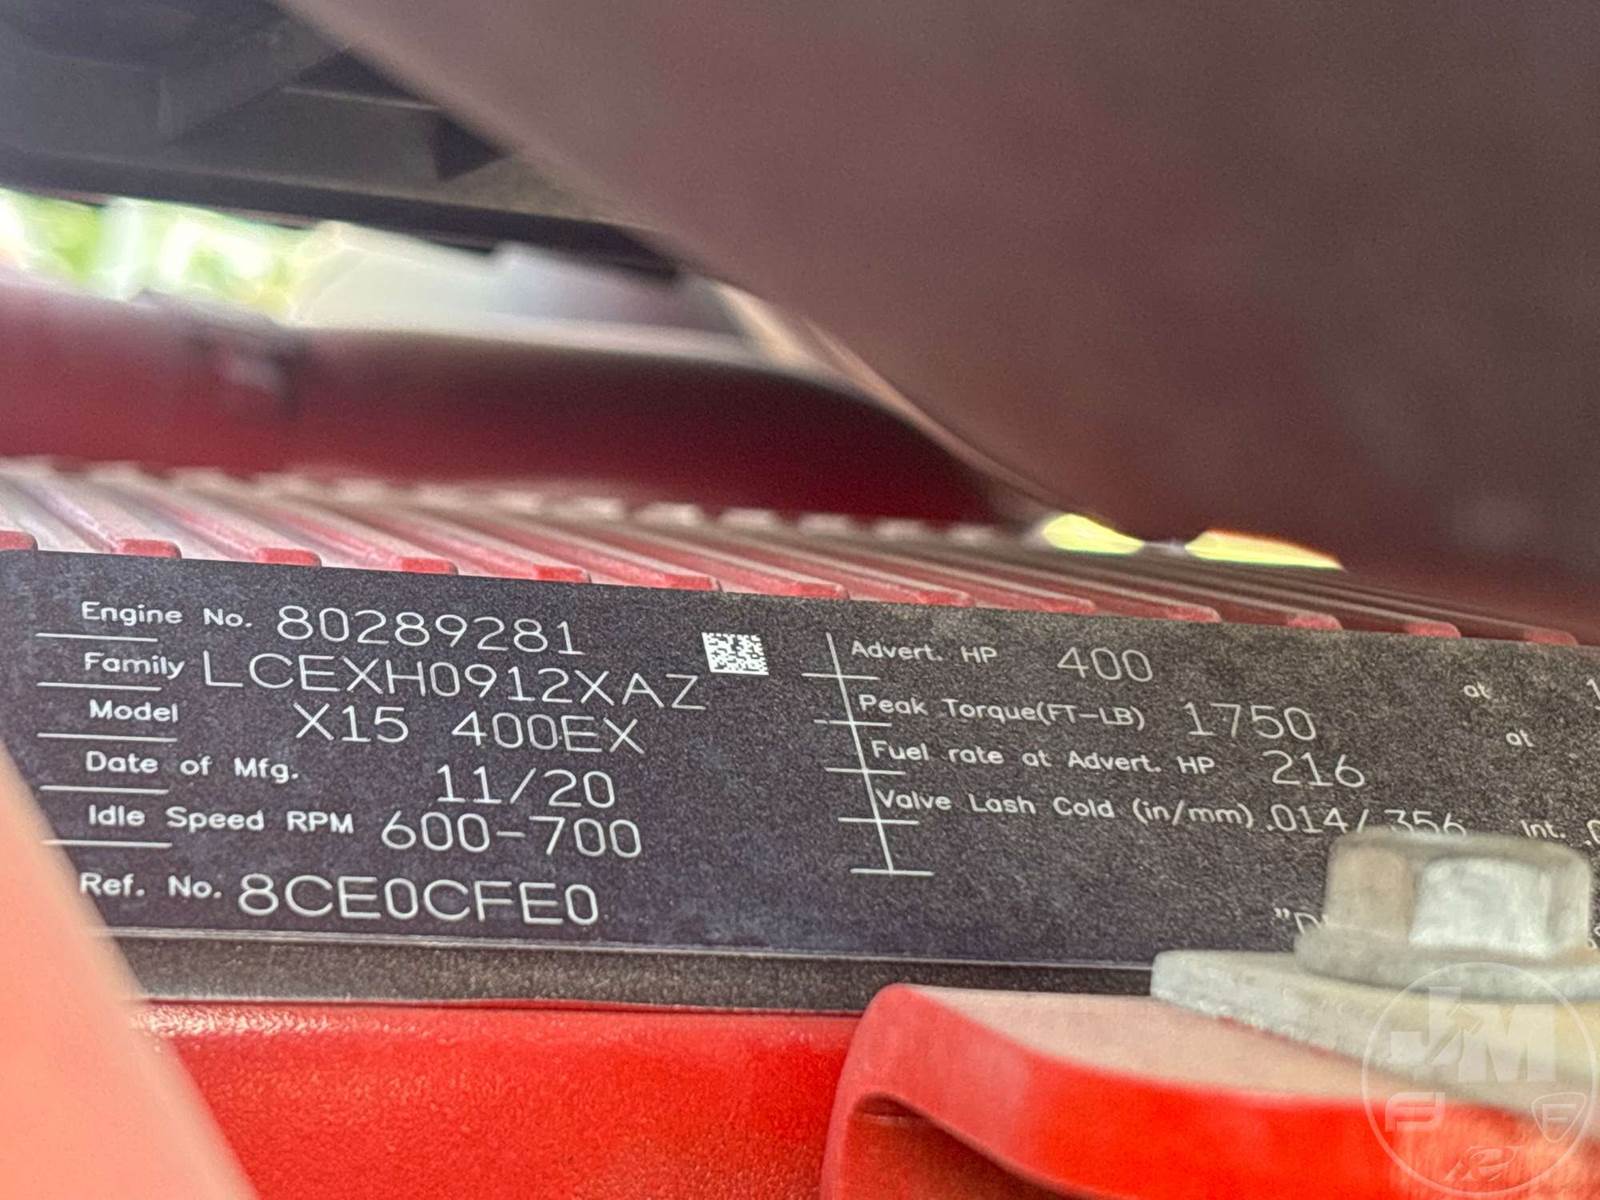 Engine No. 80289281
Family LCEXH0912XAZ
Model X15 400EX
Date of Mfg. 11/20
Idle Speed RPM 600-700
Ref. No. 8CE0CFE0
Advert. HP 400 at
Peak Torque(FT-LB) 1750 at
Fuel rate at Advert. HP 216
Valve Lash Cold (in/mm) .014/.356 Int.
J M